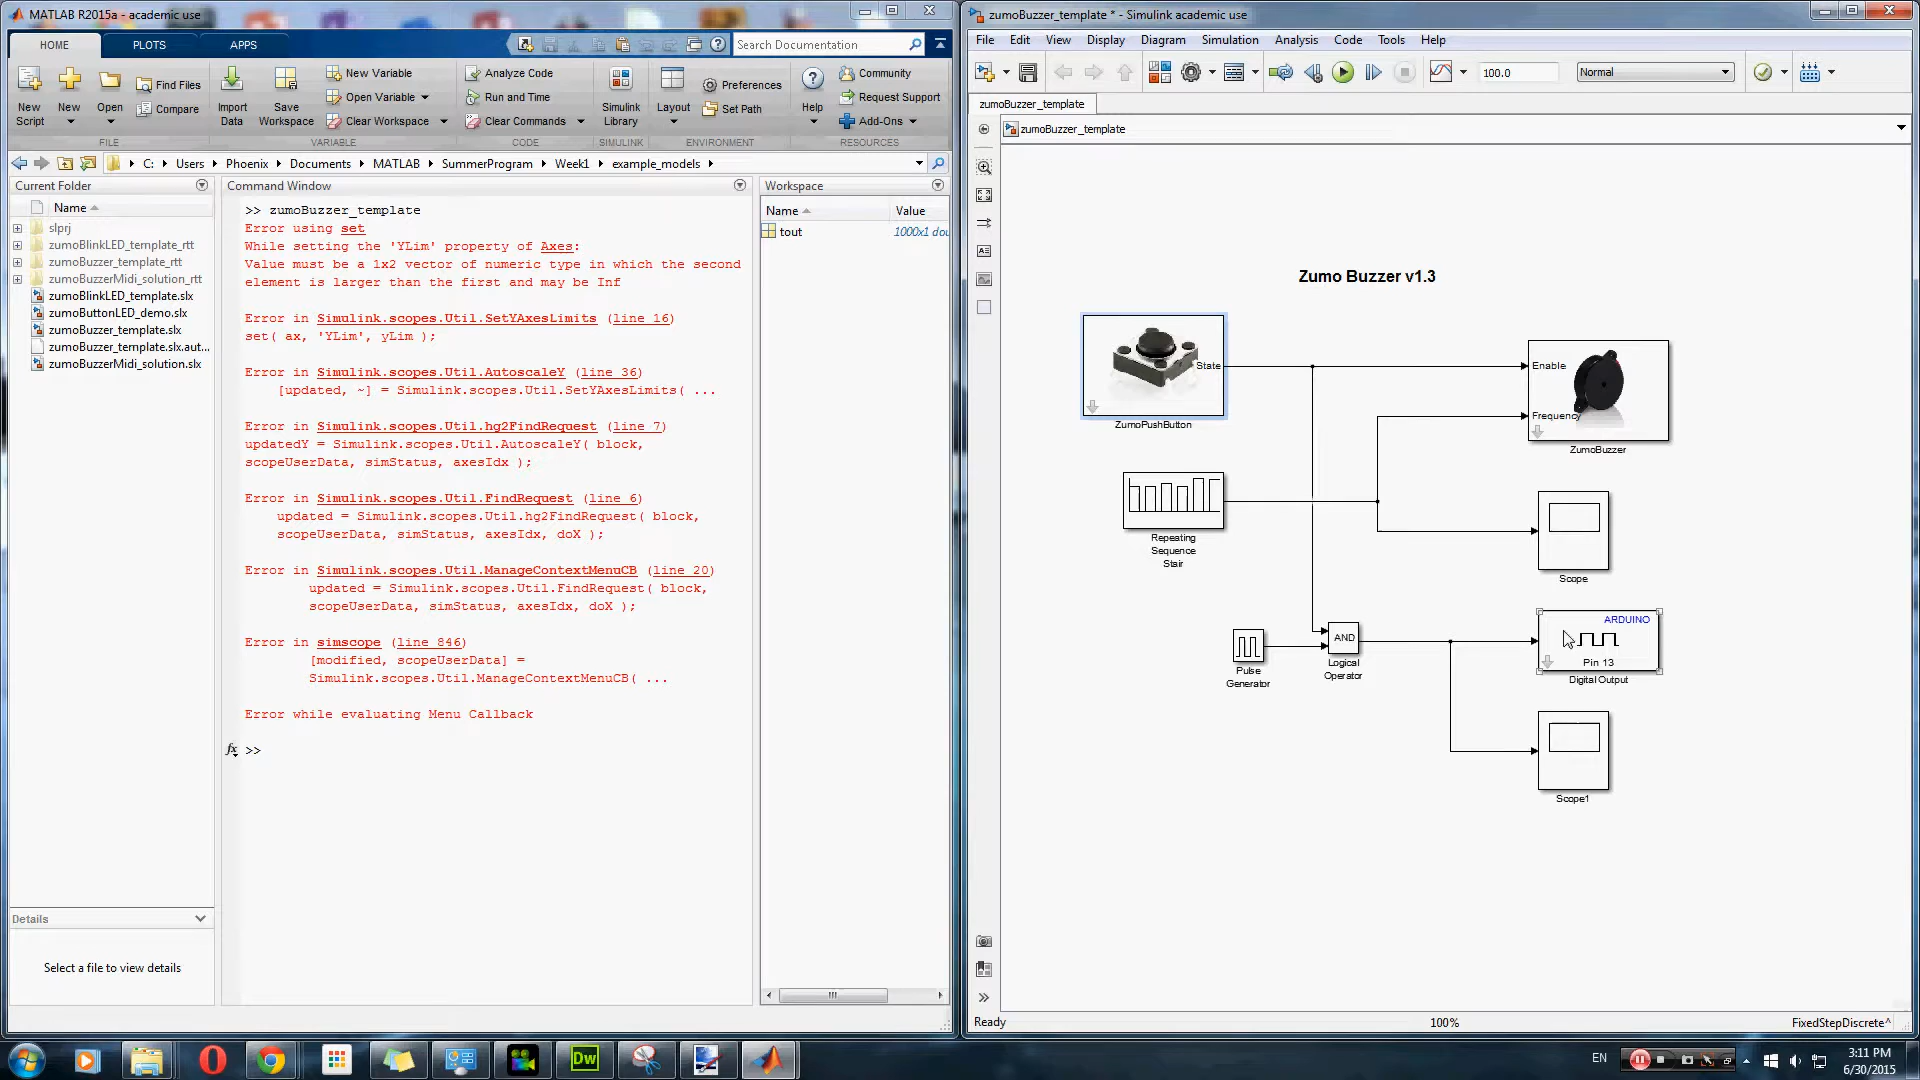 MATLAB R2015a - academic use
HOME
PLOTS
APPS
Search Documentation
New Script
New
Open
Find Files
Compare
Import Data
Save Workspace
New Variable
Open Variable
Clear Workspace
Analyze Code
Run and Time
Clear Commands
Simulink Library
Layout
Preferences
Set Path
Help
Community
Request Support
Add-Ons
FILE
VARIABLE
CODE
SIMULINK
ENVIRONMENT
RESOURCES
C:
Users
Phoenix
Documents
MATLAB
SummerProgram
Week1
example_models
Current Folder
Name
slprj
zumoBlinkLED_template_rtt
zumoBuzzer_template_rtt
zumoBuzzerMidi_solution_rtt
zumoBlinkLED_template.slx
zumoButtonLED_demo.slx
zumoBuzzer_template.slx
zumoBuzzer_template.slx.aut...
zumoBuzzerMidi_solution.slx
Details
Select a file to view details
Command Window
>> zumoBuzzer_template
Error using set
While setting the 'YLim' property of Axes:
Value must be a 1x2 vector of numeric type in which the second
element is larger than the first and may be Inf
Error in Simulink.scopes.Util.SetYAxesLimits (line 16)
set( ax, 'YLim', yLim );
Error in Simulink.scopes.Util.AutoscaleY (line 36)
[updated, ~] = Simulink.scopes.Util.SetYAxesLimits( ...
Error in Simulink.scopes.Util.hg2FindRequest (line 7)
updatedY = Simulink.scopes.Util.AutoscaleY( block,
scopeUserData, simStatus, axesIdx );
Error in Simulink.scopes.Util.FindRequest (line 6)
updated = Simulink.scopes.Util.hg2FindRequest( block,
scopeUserData, simStatus, axesIdx, doX );
Error in Simulink.scopes.Util.ManageContextMenuCB (line 20)
updated = Simulink.scopes.Util.FindRequest( block,
scopeUserData, simStatus, axesIdx, doX );
Error in simscope (line 846)
[modified, scopeUserData] =
Simulink.scopes.Util.ManageContextMenuCB( ...
Error while evaluating Menu Callback
fx >>
Workspace
Name
Value
tout
1000x1 dou
zumoBuzzer_template * - Simulink academic use
File
Edit
View
Display
Diagram
Simulation
Analysis
Code
Tools
Help
100.0
Normal
zumoBuzzer_template
zumoBuzzer_template
Zumo Buzzer v1.3
State
ZumoPushButton
Enable
Frequency
ZumoBuzzer
Repeating
Sequence
Stair
Scope
Pulse
Generator
AND
Logical
Operator
ARDUINO
Pin 13
Digital Output
Scope1
Ready
100%
FixedStepDiscrete^
Dw
EN
3:11 PM
6/30/2015